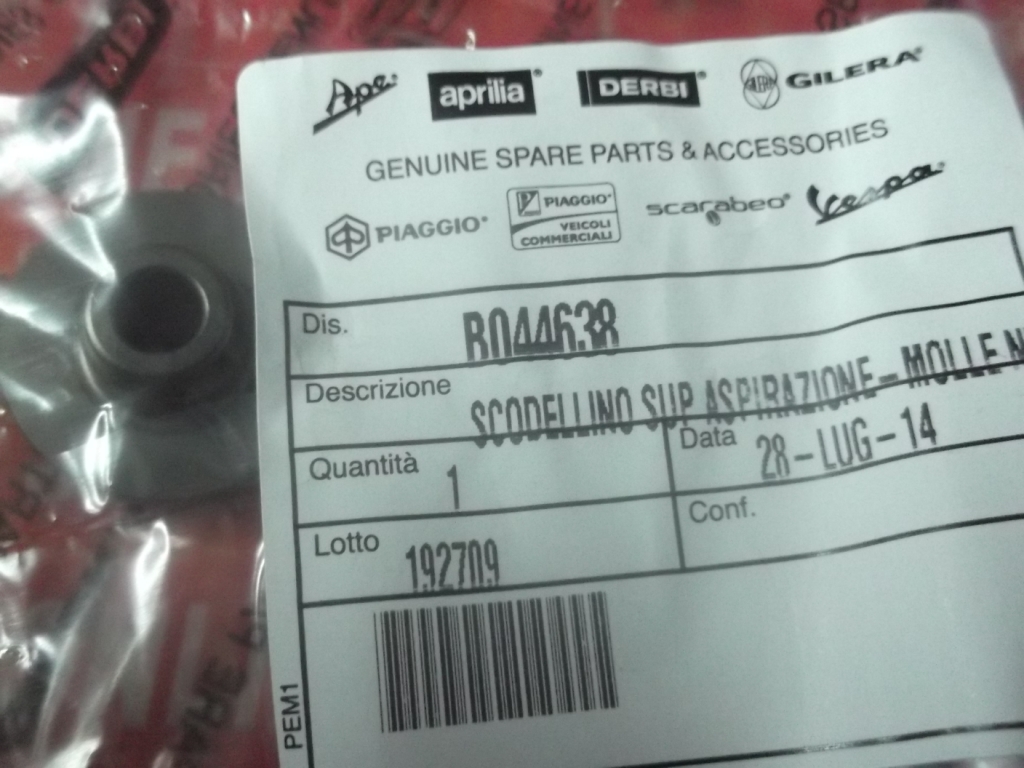 Ape® aprilia® DERBI® GILERA®
GENUINE SPARE PARTS & ACCESSORIES
PIAGGIO® PIAGGIO® scarabeo® Vespa®
VEICOLI
COMMERCIALI
Dis. B044638
Descrizione SCODELLINO SUP ASPIRAZIONE - MOLLE N
Quantità 1 Data 28-LUG-14
Lotto 192709 Conf.
PEM1